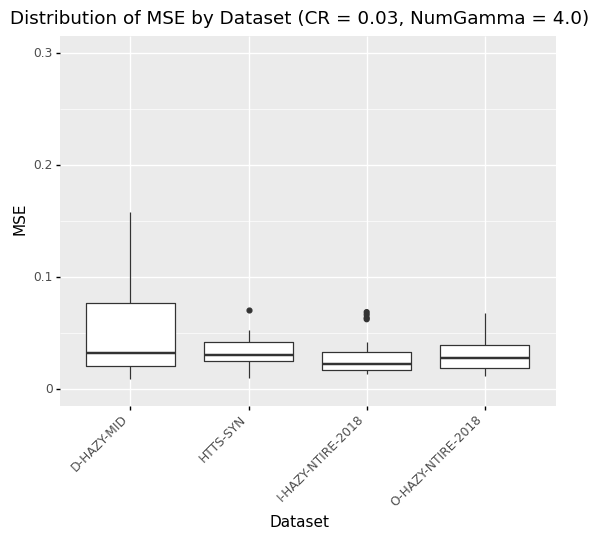 Distribution of MSE by Dataset (CR = 0.03, NumGamma = 4.0)
0.3
0.2
0.1
0
MSE
D-HAZY-MID
HTTS-SYN
I-HAZY-NTIRE-2018
O-HAZY-NTIRE-2018
Dataset